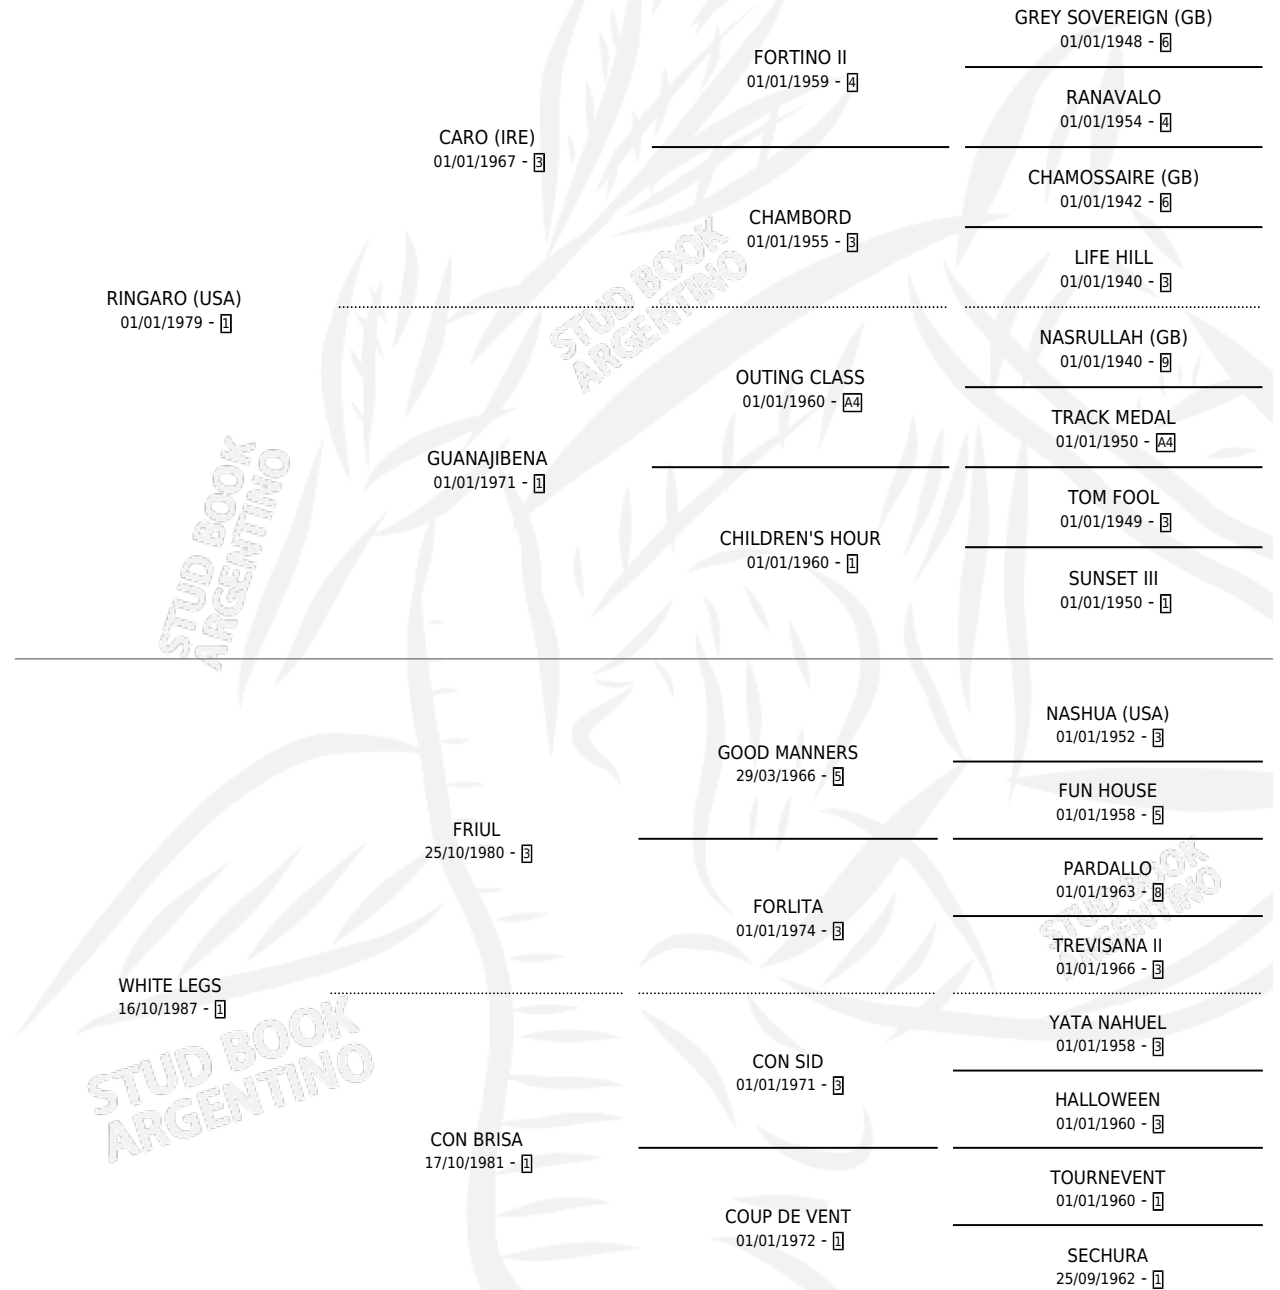 GREY SOVEREIGN (GB)
01/01/1948 - 6
FORTINO II
01/01/1959 - 4
RANAVALO
01/01/1954 - 4
CARO (IRE)
01/01/1967 - 3
CHAMOSSAIRE (GB)
01/01/1942 - 6
CHAMBORD
01/01/1955 - 3
LIFE HILL
01/01/1940 - 3
RINGARO (USA)
01/01/1979 - 1
STUD BOOK
ARGENTINO
NASRULLAH (GB)
01/01/1940 - 9
OUTING CLASS
01/01/1960 - A4
TRACK MEDAL
01/01/1950 - A4
GUANAJIBENA
01/01/1971 - 1
TOM FOOL
01/01/1949 - 3
CHILDREN'S HOUR
01/01/1960 - 1
SUNSET III
01/01/1950 - 1
STUD BOOK
ARGENTINO
NASHUA (USA)
01/01/1952 - 3
GOOD MANNERS
29/03/1966 - 5
FUN HOUSE
01/01/1958 - 5
FRIUL
25/10/1980 - 3
PARDALLO
01/01/1963 - 8
FORLITA
01/01/1974 - 3
STUD BOOK
ARGENTINO
TREVISANA II
01/01/1966 - 3
WHITE LEGS
16/10/1987 - 1
YATA NAHUEL
01/01/1958 - 3
CON SID
01/01/1971 - 3
HALLOWEEN
01/01/1960 - 3
STUD BOOK
ARGENTINO
CON BRISA
17/10/1981 - 1
TOURNEVENT
01/01/1960 - 1
COUP DE VENT
01/01/1972 - 1
SECHURA
25/09/1962 - 1